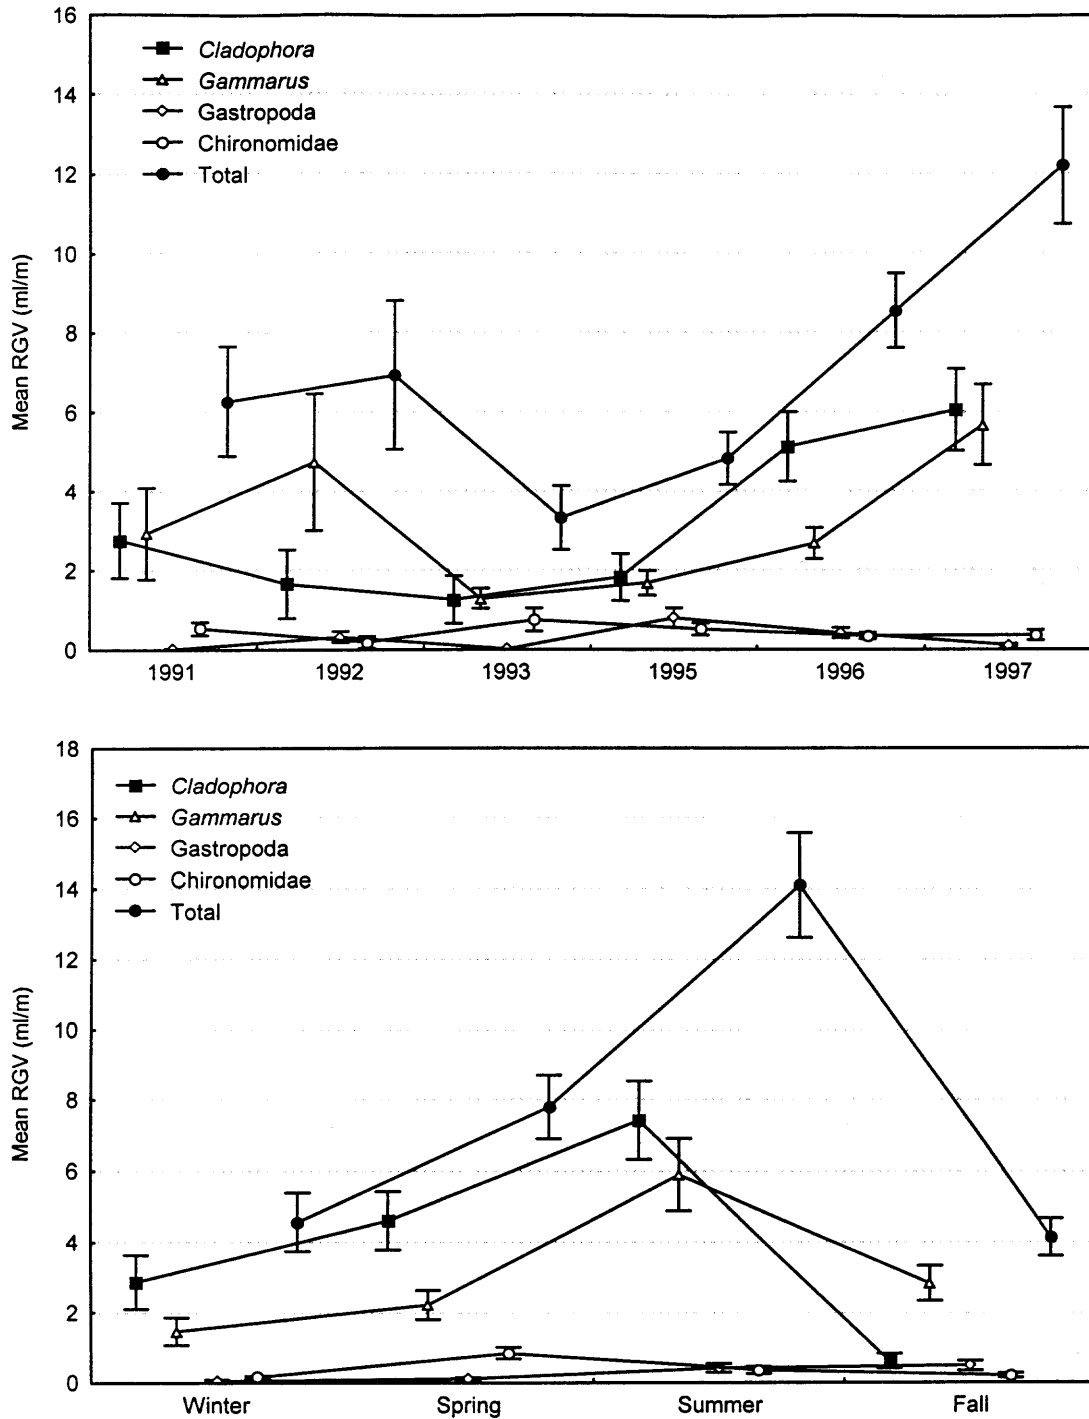 16
14
12
10
8
6
4
2
0
Mean RGV (ml/m)
Cladophora
Gammarus
Gastropoda
Chironomidae
Total
1991 1992 1993 1995 1996 1997
18
16
14
12
10
8
6
4
2
0
Mean RGV (ml/m)
Cladophora
Gammarus
Gastropoda
Chironomidae
Total
Winter Spring Summer Fall